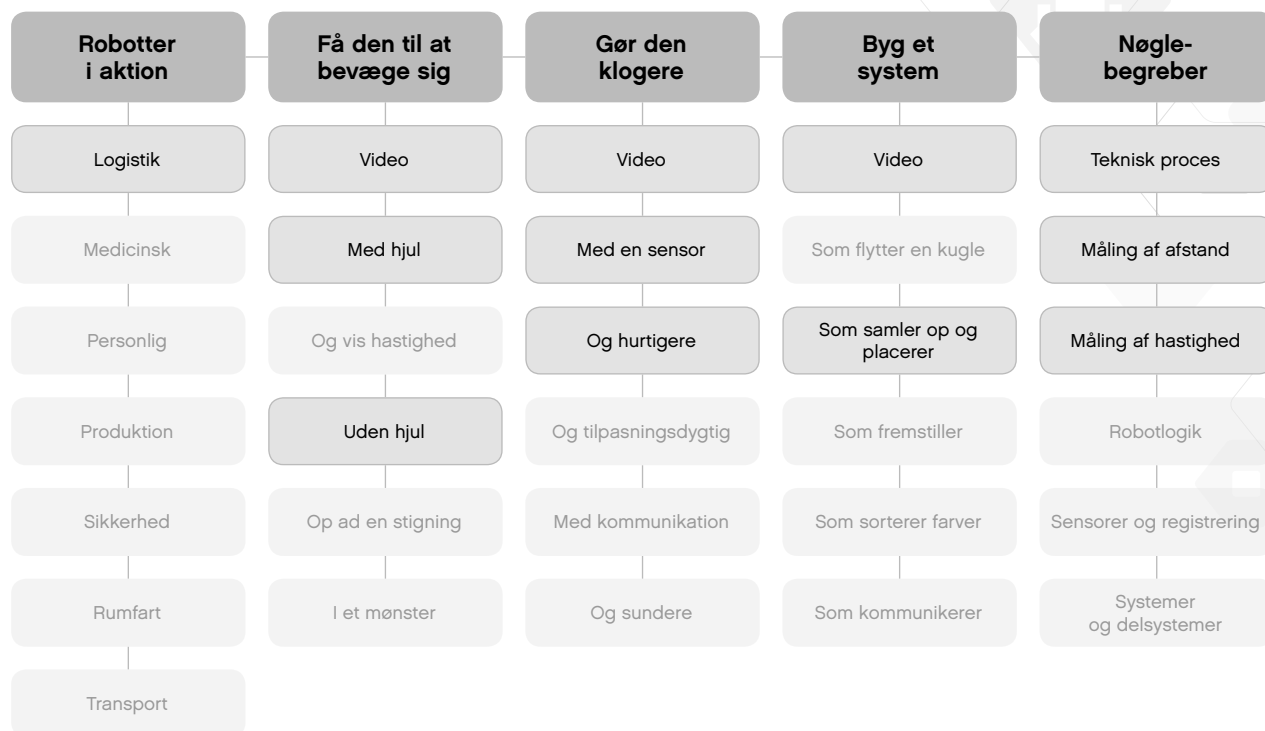 Robotter
i aktion
Få den til at
bevæge sig
Gør den
klogere
Byg et
system
Nøgle-
begreber
Logistik
Video
Video
Video
Teknisk proces
Medicinsk
Med hjul
Med en sensor
Som flytter en kugle
Måling af afstand
Personlig
Og vis hastighed
Og hurtigere
Som samler op og
placerer
Måling af hastighed
Produktion
Uden hjul
Og tilpasningsdygtig
Som fremstiller
Robotlogik
Sikkerhed
Op ad en stigning
Med kommunikation
Som sorterer farver
Sensorer og registrering
Rumfart
I et mønster
Og sundere
Som kommunikerer
Systemer
og delsystemer
Transport